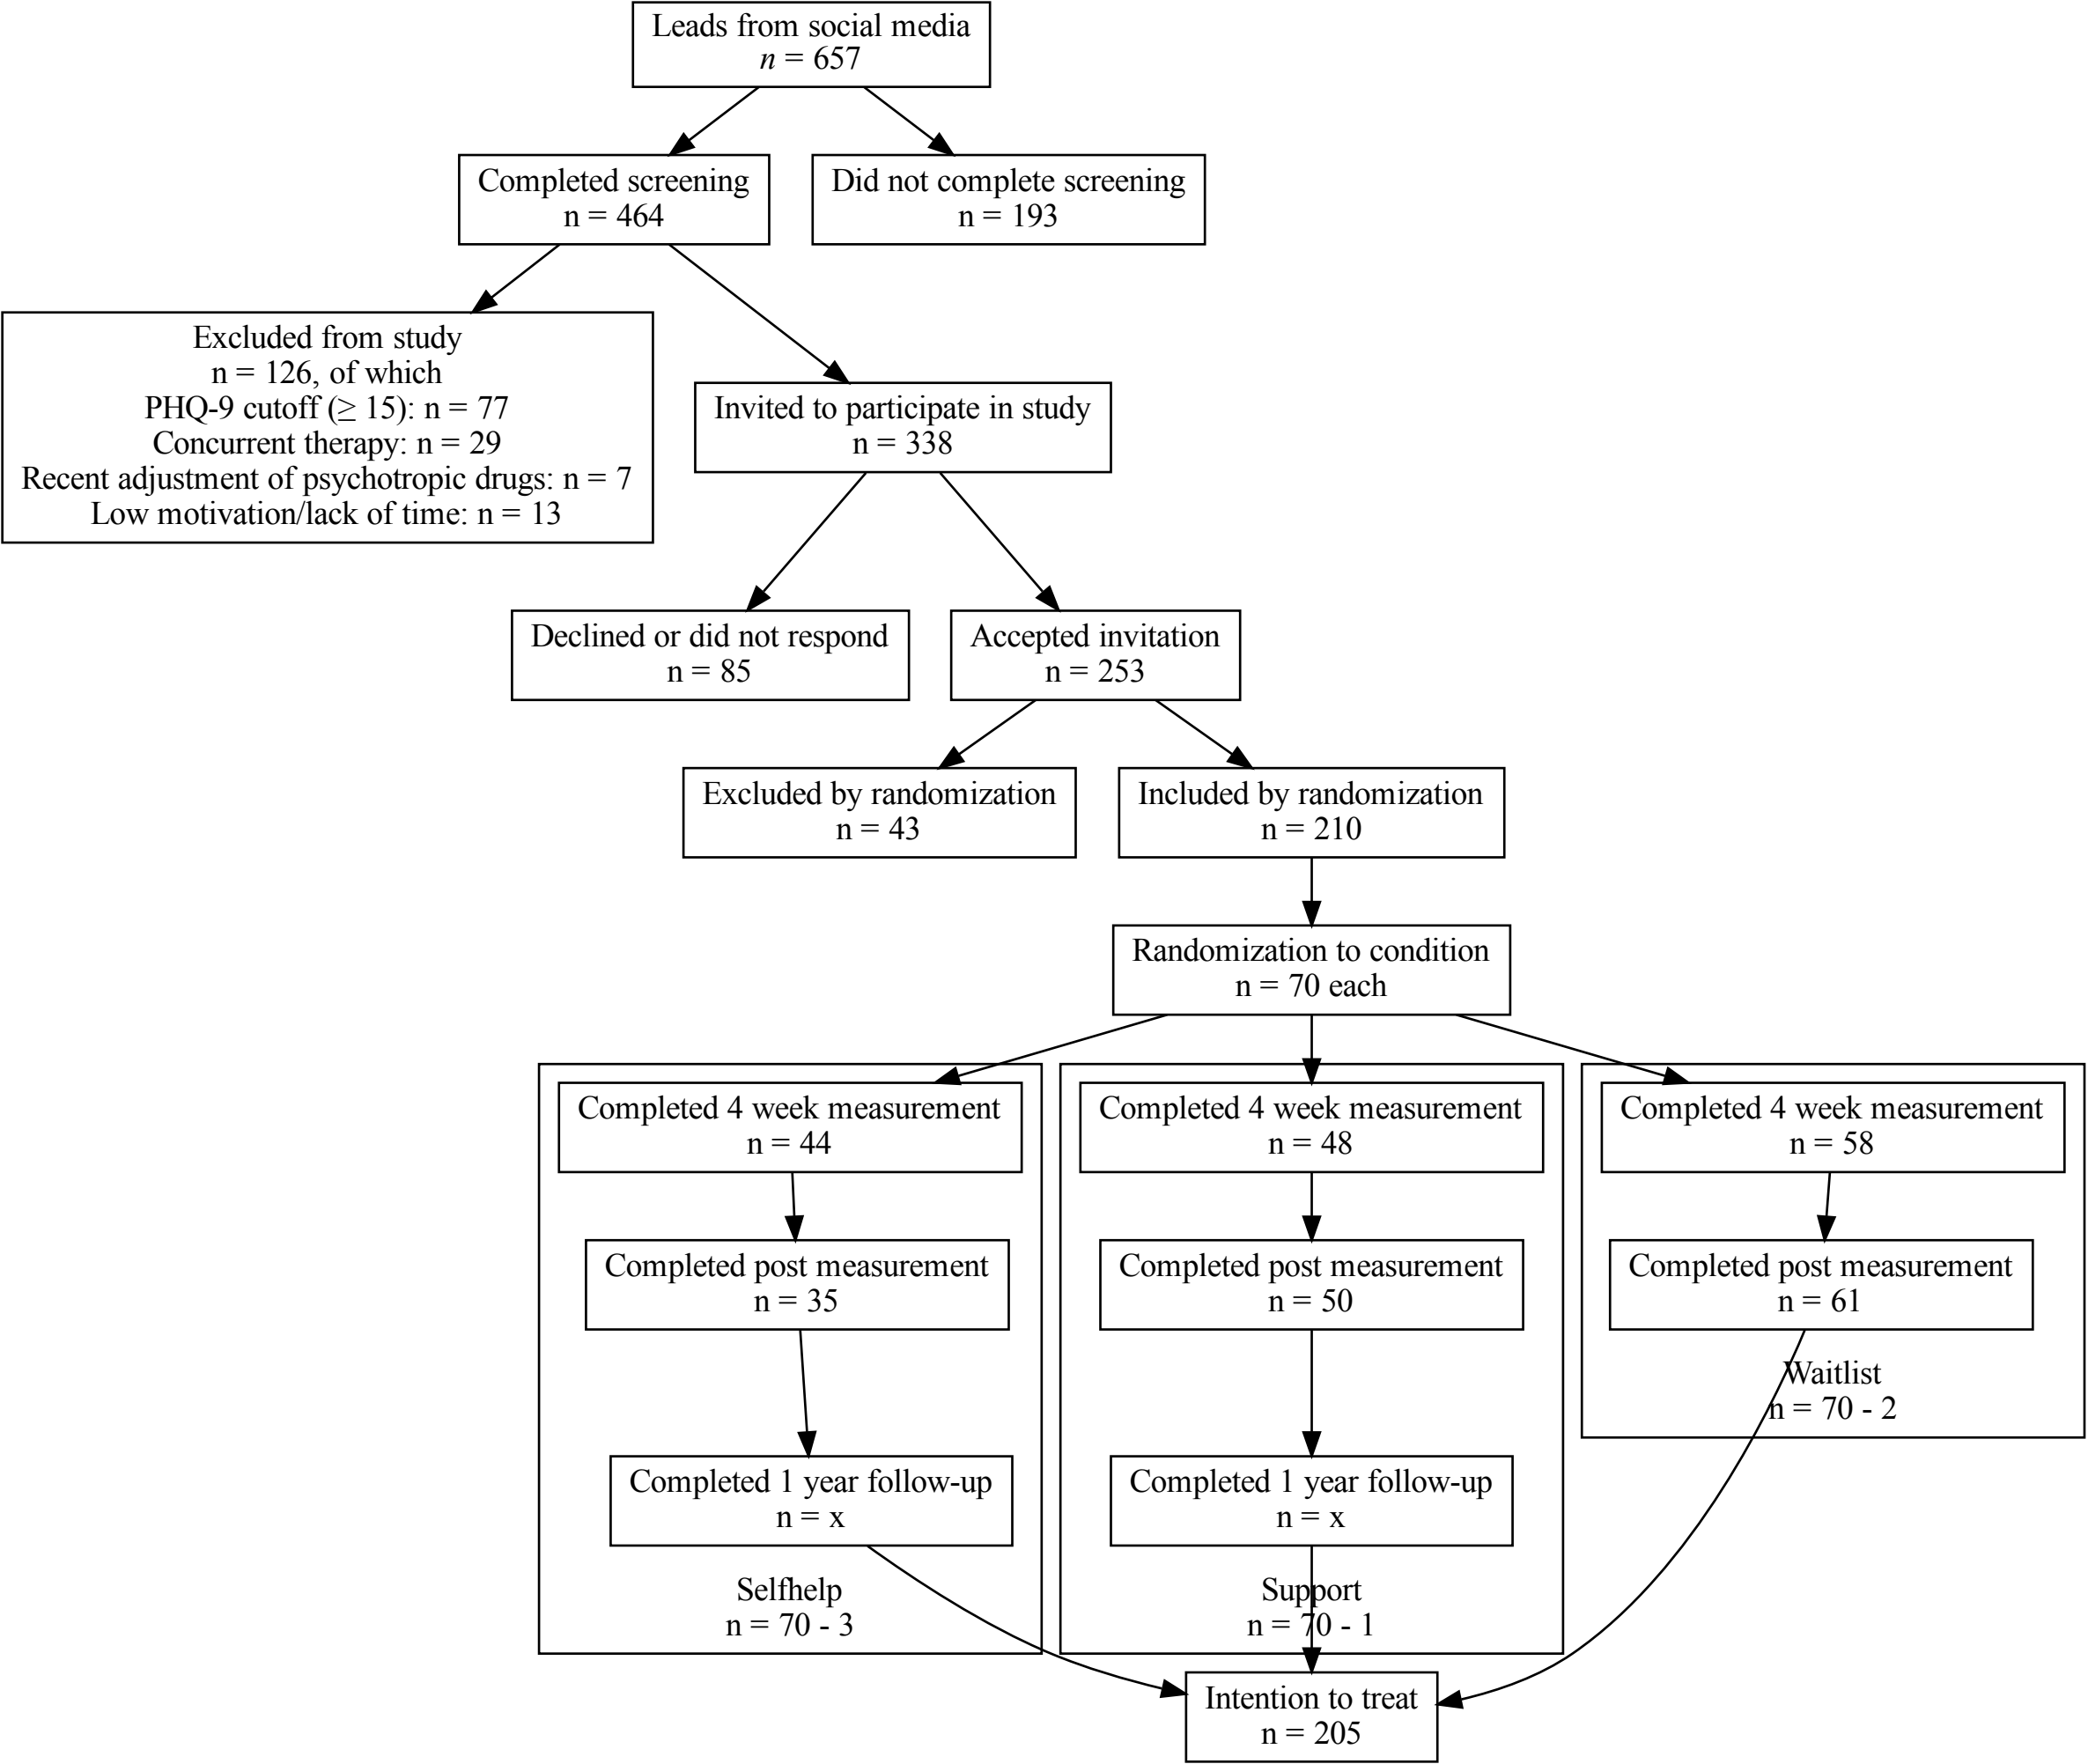 Leads from social media
n = 657
Completed screening
n = 464
Did not complete screening
n = 193
Excluded from study
n = 126, of which
PHQ-9 cutoff (≥ 15): n = 77
Concurrent therapy: n = 29
Recent adjustment of psychotropic drugs: n = 7
Low motivation/lack of time: n = 13
Invited to participate in study
n = 338
Declined or did not respond
n = 85
Accepted invitation
n = 253
Excluded by randomization
n = 43
Included by randomization
n = 210
Randomization to condition
n = 70 each
Completed 4 week measurement
n = 44
Completed post measurement
n = 35
Completed 1 year follow-up
n = x
Selfhelp
n = 70 - 3
Completed 4 week measurement
n = 48
Completed post measurement
n = 50
Completed 1 year follow-up
n = x
Support
n = 70 - 1
Completed 4 week measurement
n = 58
Completed post measurement
n = 61
Waitlist
n = 70 - 2
Intention to treat
n = 205